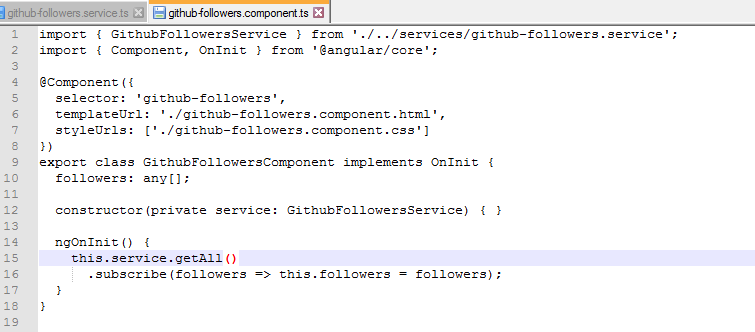 github-followers.service.ts github-followers.component.ts
1 import { GithubFollowersService } from './../services/github-followers.service';
2 import { Component, OnInit } from '@angular/core';
3
4 @Component({
5   selector: 'github-followers',
6   templateUrl: './github-followers.component.html',
7   styleUrls: ['./github-followers.component.css']
8 })
9 export class GithubFollowersComponent implements OnInit {
10   followers: any[];
11
12   constructor(private service: GithubFollowersService) { }
13
14   ngOnInit() {
15     this.service.getAll()
16       .subscribe(followers => this.followers = followers);
17   }
18 }
19